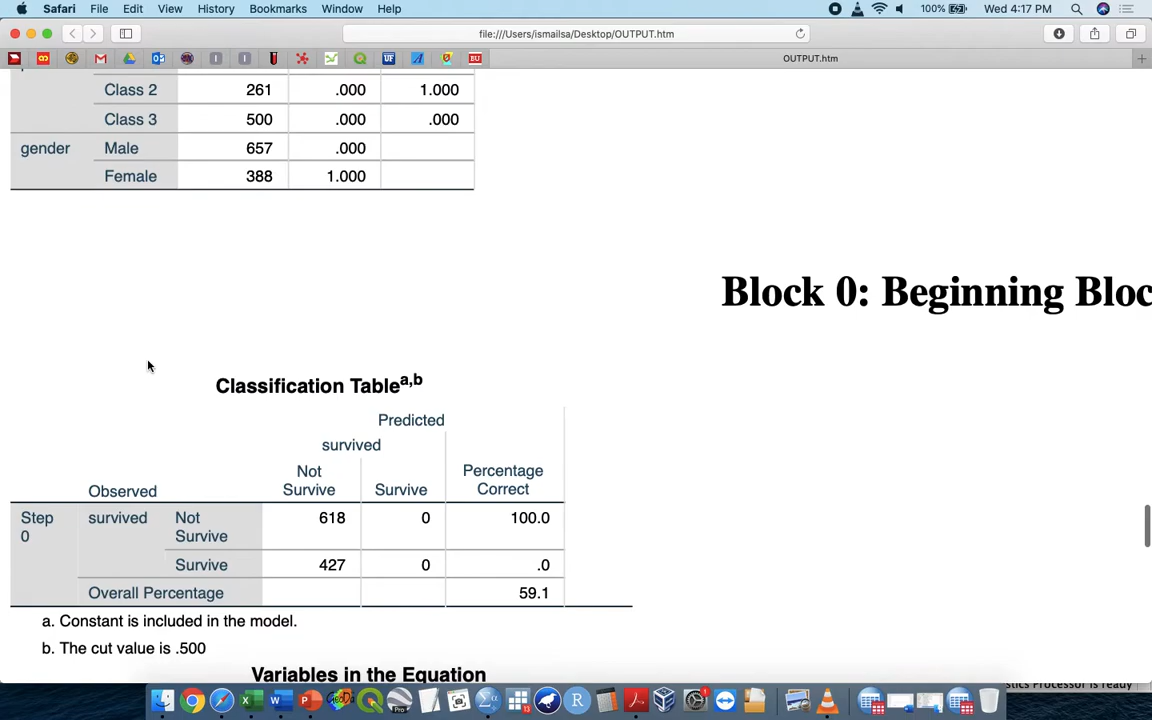 Safari File Edit View History Bookmarks Window Help 100% Wed 4:17 PM
file:///Users/ismailsa/Desktop/OUTPUT.htm
OUTPUT.htm
Class 2 261 .000 1.000
Class 3 500 .000 .000
gender Male 657 .000
Female 388 1.000
Block 0: Beginning Bloc
Classification Tablea,b
Predicted
survived
Not Percentage
Observed Survive Survive Correct
Step survived Not 618 0 100.0
0 Survive
Survive 427 0 .0
Overall Percentage 59.1
a. Constant is included in the model.
b. The cut value is .500
Variables in the Equation
stics Processor is ready